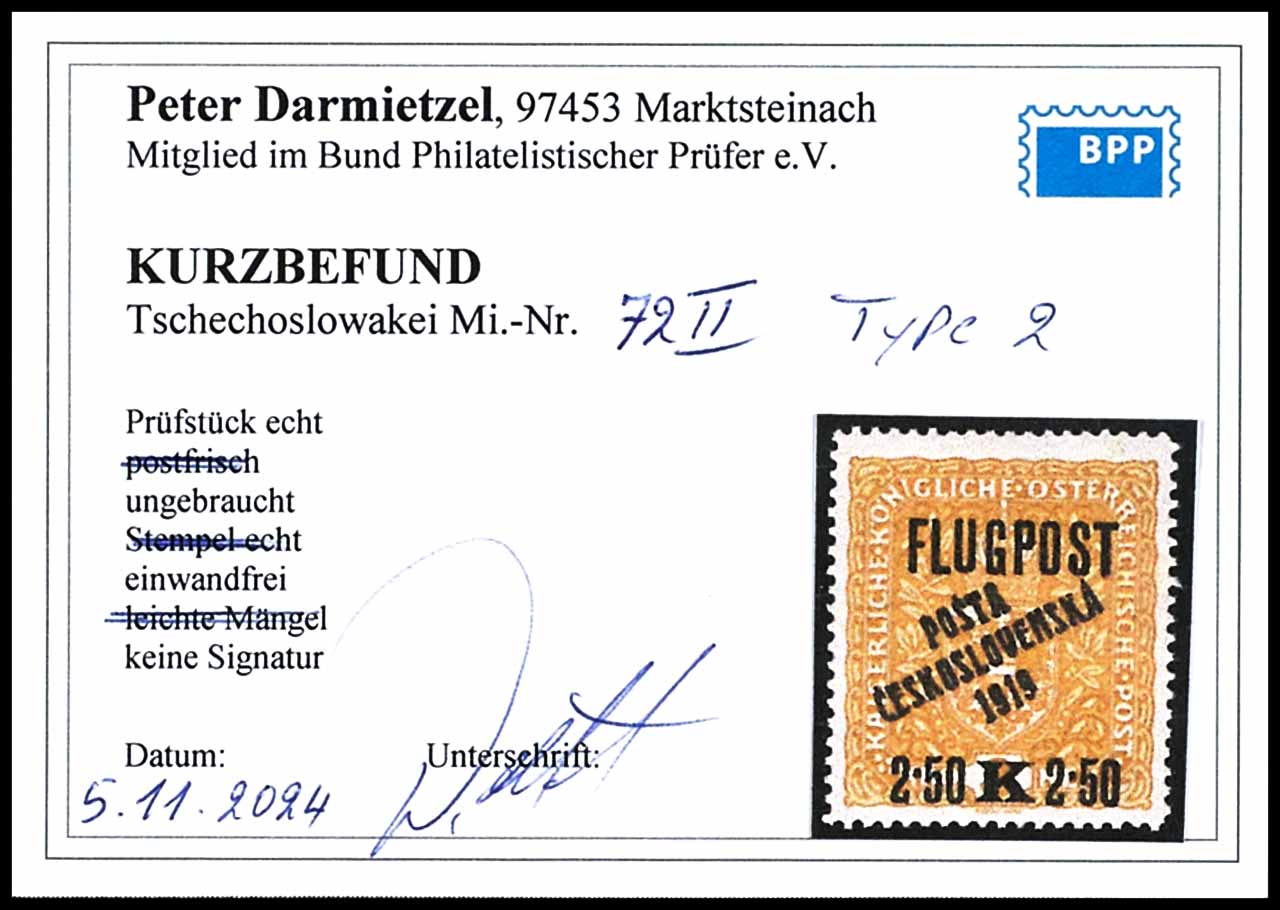 Peter Darmietzel, 97453 Marktsteinach
Mitglied im Bund Philatelistischer Prüfer e.V.
BPP
KURZBEFUND
Tschechoslowakei Mi.-Nr. 72 II Type 2
Prüfstück echt
postfrisch
ungebraucht
Stempel echt
einwandfrei
leichte Mängel
keine Signatur
Datum:
5.11.2024
Unterschrift:
KAISERLICHE·KÖNIGLICHE·ÖSTERREICHISCHE·POST
FLUGPOST
POŠTA
ČESKOSLOVENSKÁ
1919
2·50 K 2·50